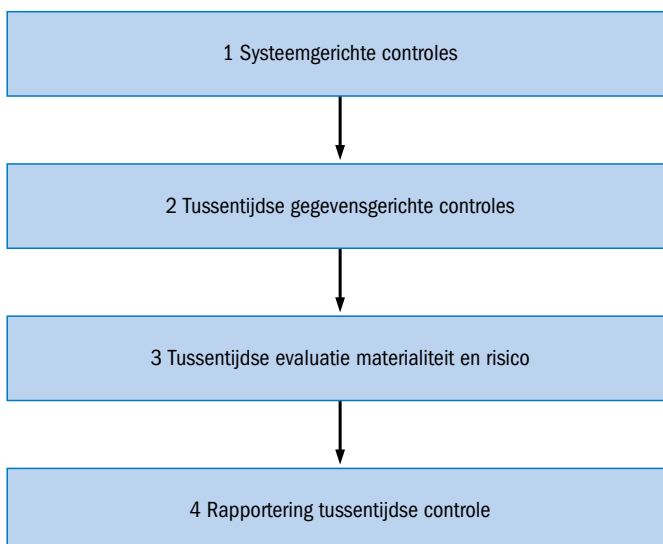 1 Systeemgerichte controles
2 Tussentijdse gegevensgerichte controles
3 Tussentijdse evaluatie materialiteit en risico
4 Rapportering tussentijdse controle